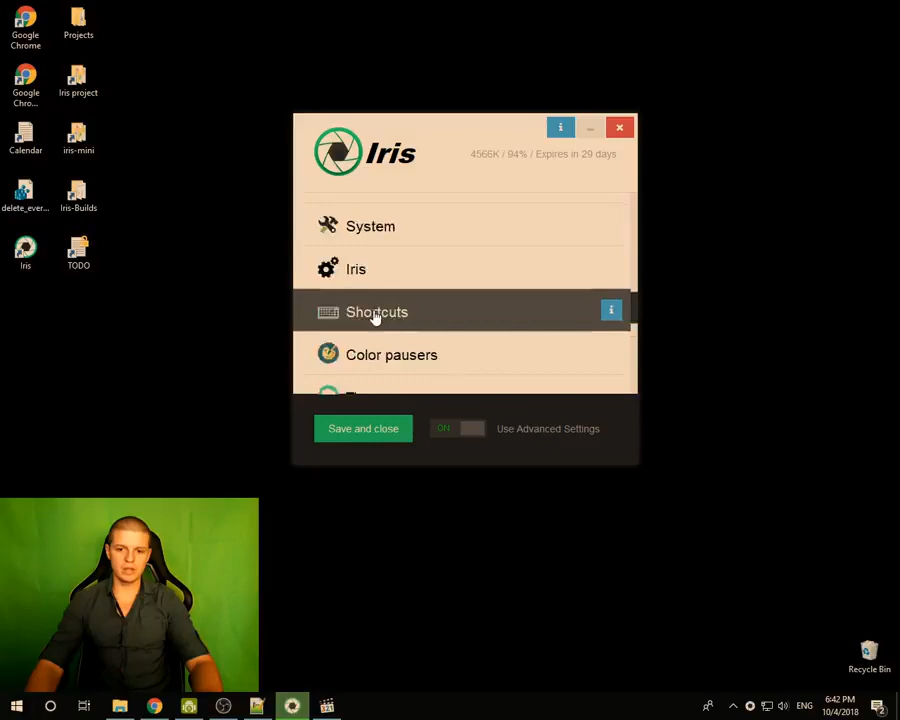 Google
Chrome
Projects
Google
Chro...
Iris project
Calendar
iris-mini
delete_ever...
Iris-Builds
Iris
TODO
Iris
4566K / 94% / Expires in 29 days
System
Iris
Shortcuts
Color pausers
Save and close
ON
Use Advanced Settings
Recycle Bin
ENG
6:42 PM
10/4/2018
2